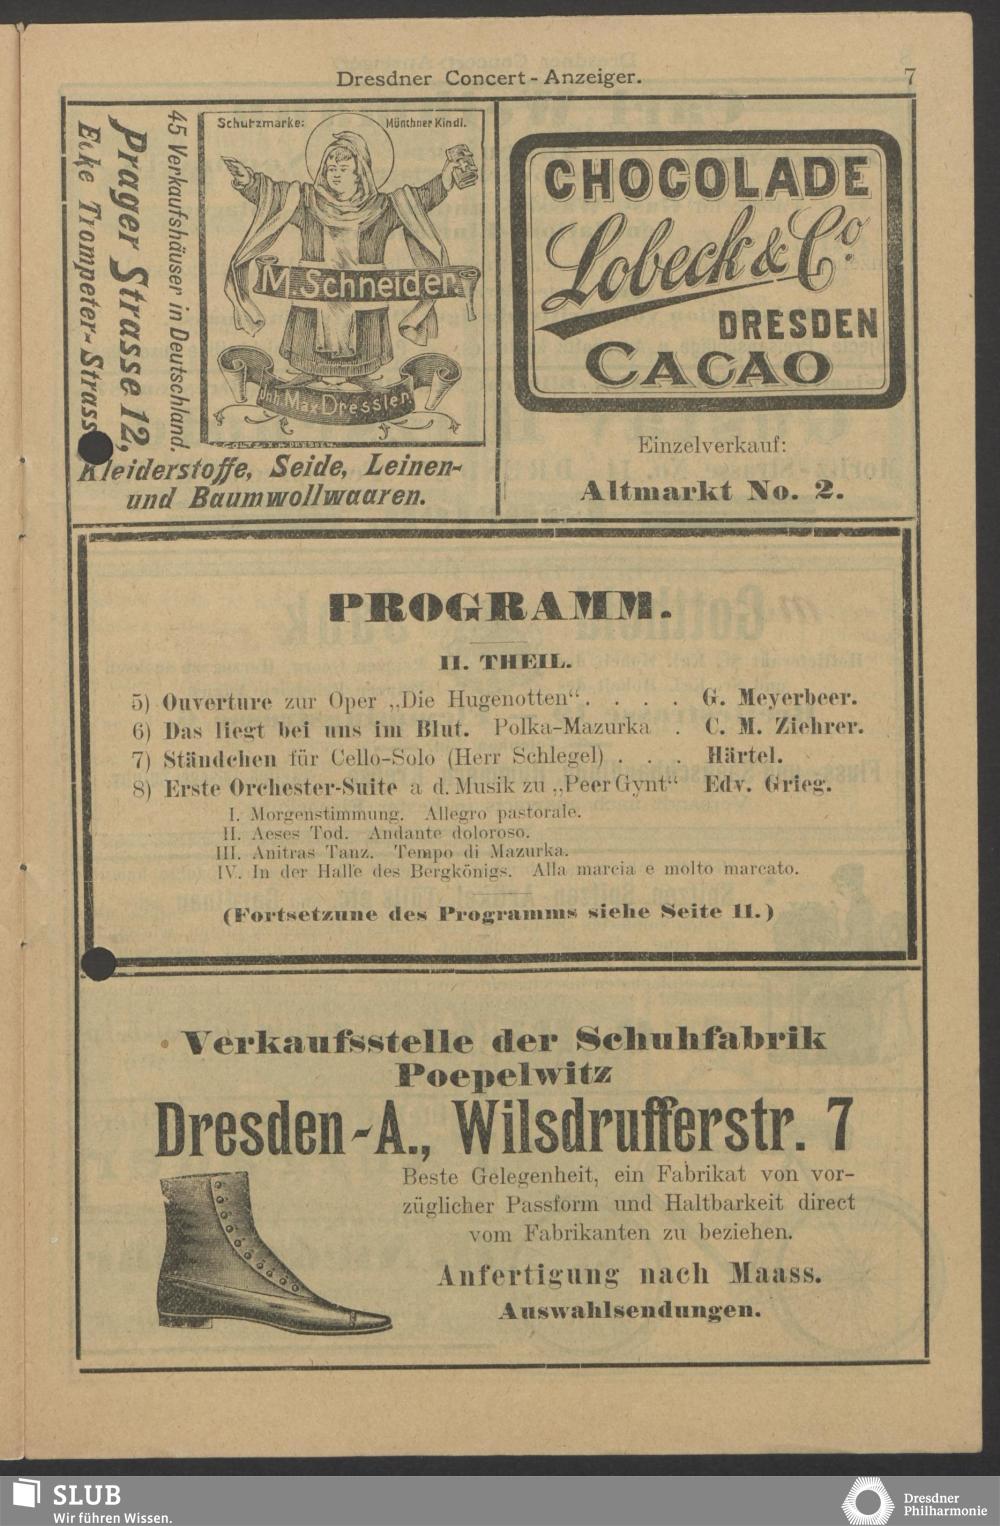 Dresdner Concert-Anzeiger.
7
45 Verkaufshäuser in Deutschland.
Prager Strasse 12,
Ecke Trompeter-Strass
Schutzmarke:
Münchner Kindl.
M. Schneider.
Inh. Max Dressler.
Kleiderstoffe, Seide, Leinen-
und Baumwollwaaren.
CHOCOLADE
Lobeck & Co.
DRESDEN
CACAO
Einzelverkauf:
Altmarkt No. 2.
PROGRAMM.
II. THEIL.
5) Ouverture zur Oper „Die Hugenotten“. . . . . G. Meyerbeer.
6) Das liegt bei uns im Blut. Polka-Mazurka . C. M. Ziehrer.
7) Ständchen für Cello-Solo (Herr Schlegel) . . . Härtel.
8) Erste Orchester-Suite a d. Musik zu „Peer Gynt“ Edv. Grieg.
I. Morgenstimmung. Allegro pastorale.
II. Aeses Tod. Andante doloroso.
III. Anitras Tanz. Tempo di Mazurka.
IV. In der Halle des Bergkönigs. Alla marcia e molto marcato.
(Fortsetzune des Programms siehe Seite 11.)
Verkaufsstelle der Schuhfabrik
Poepelwitz
Dresden-A., Wilsdrufferstr. 7
Beste Gelegenheit, ein Fabrikat von vor-
züglicher Passform und Haltbarkeit direct
vom Fabrikanten zu beziehen.
Anfertigung nach Maass.
Auswahlsendungen.
SLUB
Wir führen Wissen.
Dresdner
Philharmonie